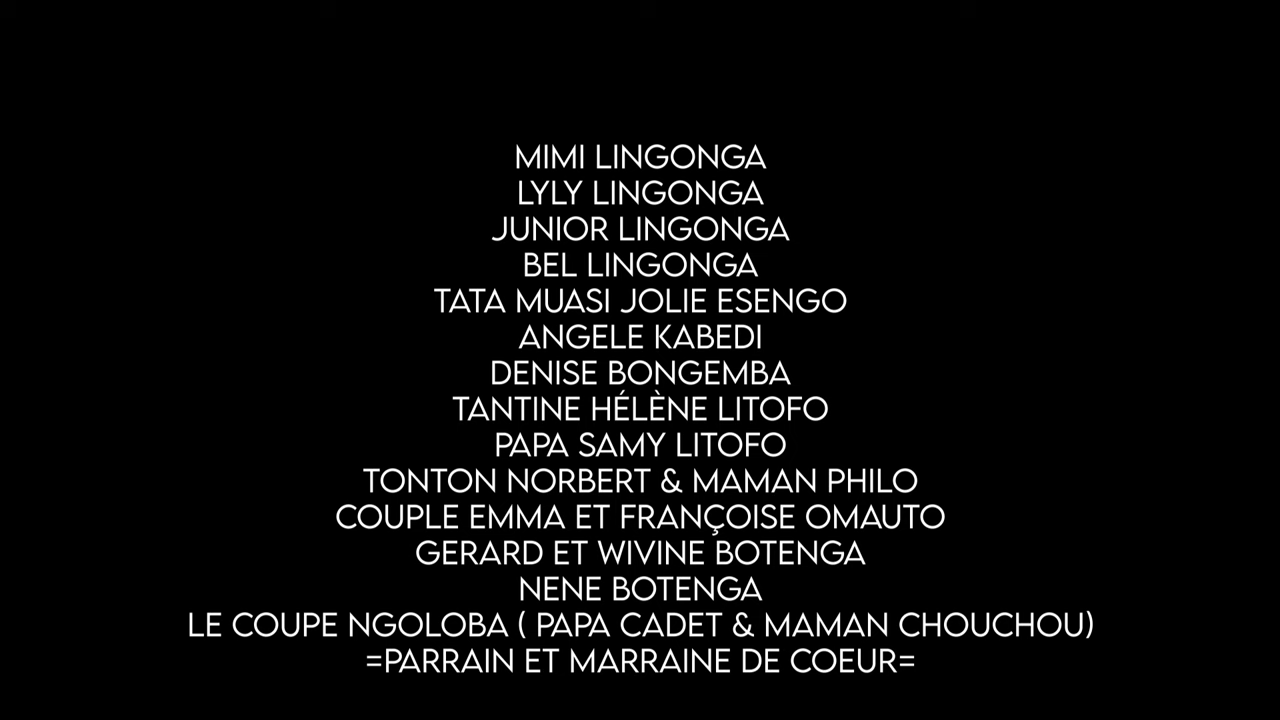 MIMI LINGONGA
LYLY LINGONGA
JUNIOR LINGONGA
BEL LINGONGA
TATA MUASI JOLIE ESENGO
ANGELE KABEDI
DENISE BONGEMBA
TANTINE HÉLÈNE LITOFO
PAPA SAMY LITOFO
TONTON NORBERT & MAMAN PHILO
COUPLE EMMA ET FRANÇOISE OMAUTO
GERARD ET WIVINE BOTENGA
NENE BOTENGA
LE COUPE NGOLOBA ( PAPA CADET & MAMAN CHOUCHOU)
=PARRAIN ET MARRAINE DE COEUR=